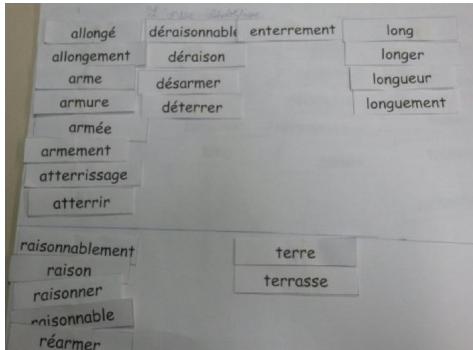 allongé déraisonnable enterrement long
allongement déraison longer
arme désarmer longueur
armure déterrer longuement
armée
armement
atterrissage
atterrir
raisonnablement terre
raison terrasse
raisonner
raisonnable
réarmer